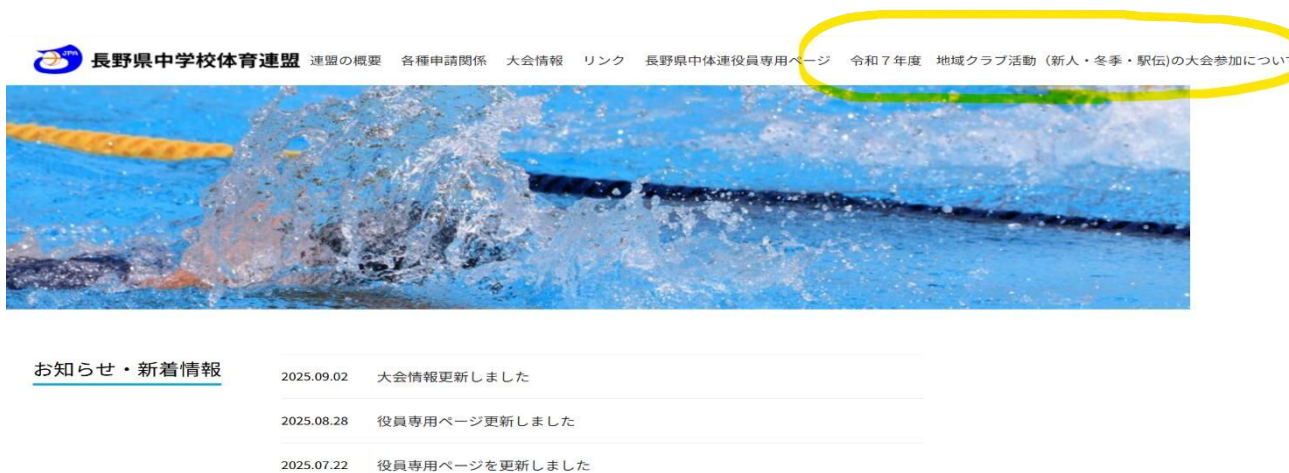 JPA 長野県中学校体育連盟 連盟の概要 各種申請関係 大会情報 リンク 長野県中体連役員専用ページ 令和７年度 地域クラブ活動（新人・冬季・駅伝)の大会参加につい
お知らせ・新着情報
2025.09.02 大会情報更新しました
2025.08.28 役員専用ページ更新しました
2025.07.22 役員専用ページを更新しました